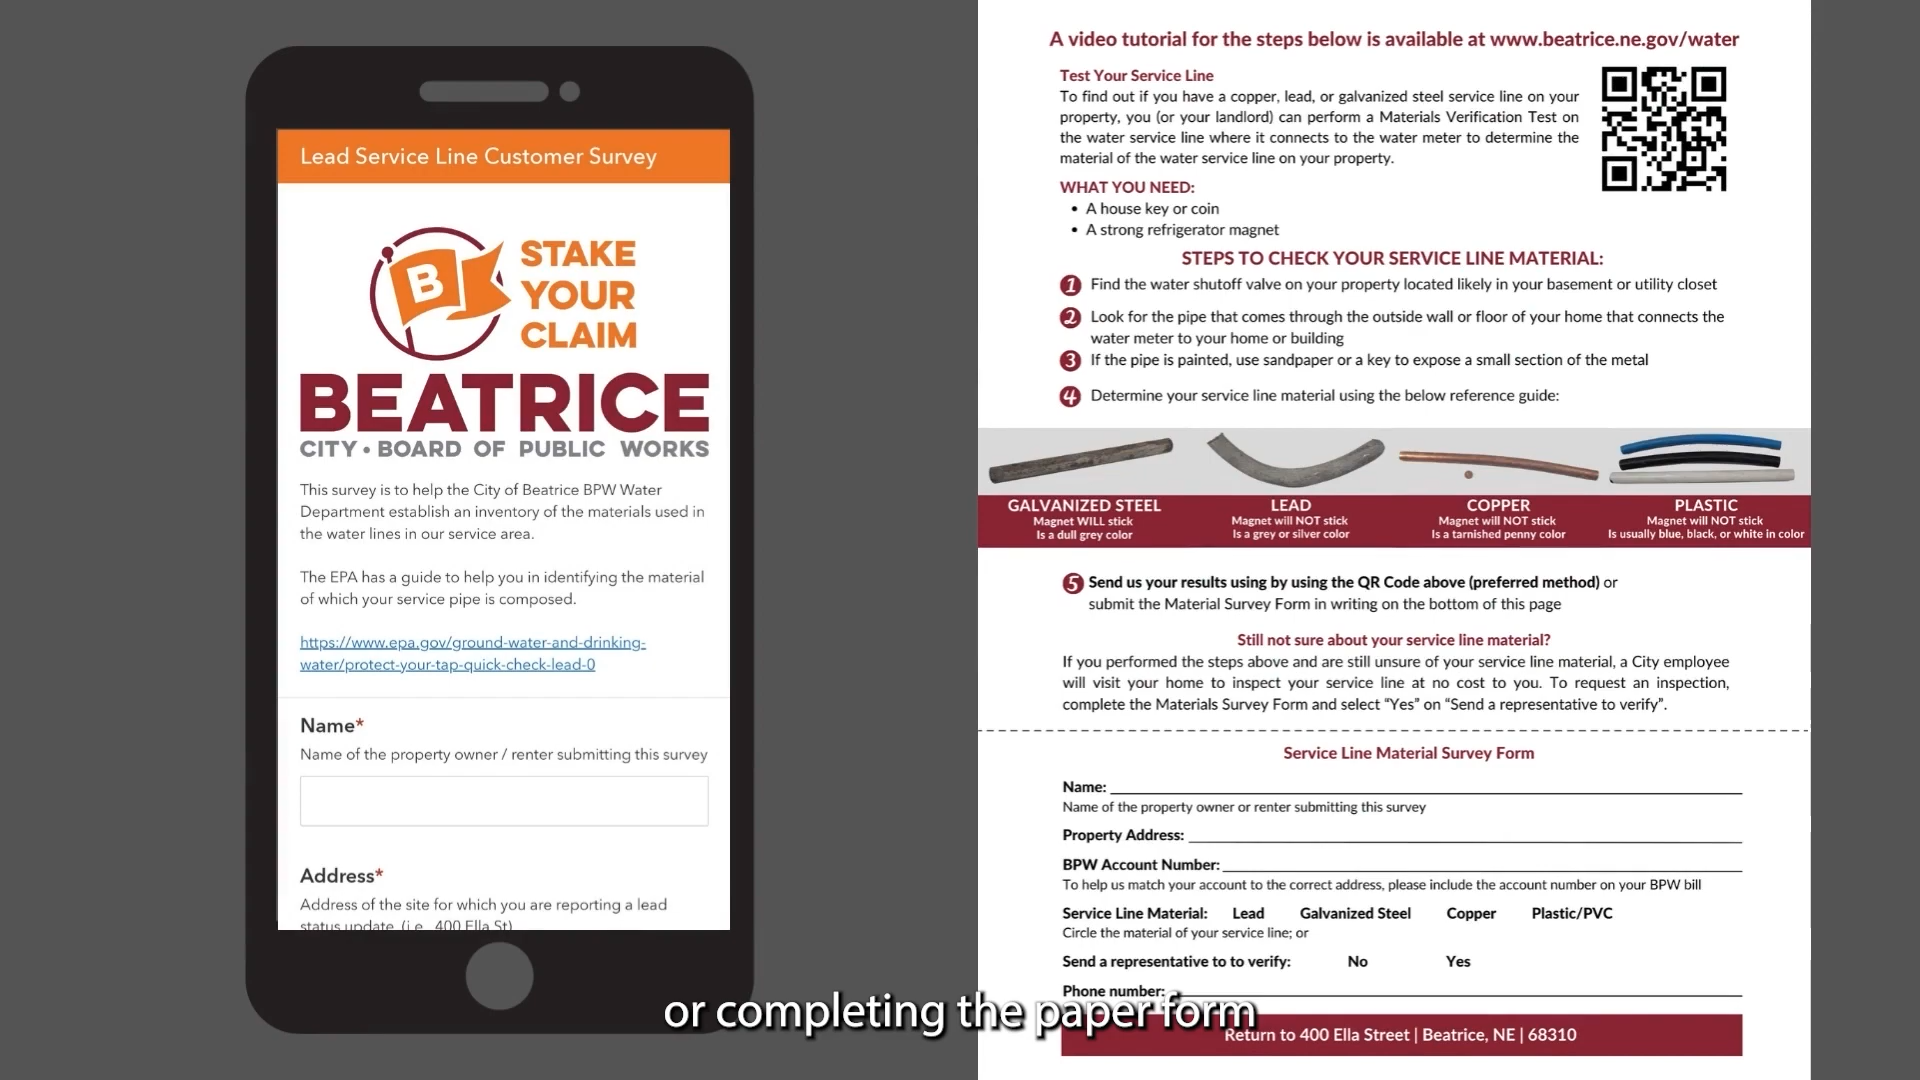 Lead Service Line Customer Survey
B
STAKE
YOUR
CLAIM
BEATRICE
CITY • BOARD OF PUBLIC WORKS
This survey is to help the City of Beatrice BPW Water
Department establish an inventory of the materials used in
the water lines in our service area.
The EPA has a guide to help you in identifying the material
of which your service pipe is composed.
https://www.epa.gov/ground-water-and-drinking-
water/protect-your-tap-quick-check-lead-0
Name*
Name of the property owner / renter submitting this survey
Address*
Address of the site for which you are reporting a lead
status update. (i.e., 400 Ella St)
A video tutorial for the steps below is available at www.beatrice.ne.gov/water
Test Your Service Line
To find out if you have a copper, lead, or galvanized steel service line on your
property, you (or your landlord) can perform a Materials Verification Test on
the water service line where it connects to the water meter to determine the
material of the water service line on your property.
WHAT YOU NEED:
• A house key or coin
• A strong refrigerator magnet
STEPS TO CHECK YOUR SERVICE LINE MATERIAL:
1 Find the water shutoff valve on your property located likely in your basement or utility closet
2 Look for the pipe that comes through the outside wall or floor of your home that connects the
water meter to your home or building
3 If the pipe is painted, use sandpaper or a key to expose a small section of the metal
4 Determine your service line material using the below reference guide:
GALVANIZED STEEL
Magnet WILL stick
Is a dull grey color
LEAD
Magnet will NOT stick
Is a grey or silver color
COPPER
Magnet will NOT stick
Is a tarnished penny color
PLASTIC
Magnet will NOT stick
Is usually blue, black, or white in color
5 Send us your results using by using the QR Code above (preferred method) or
submit the Material Survey Form in writing on the bottom of this page
Still not sure about your service line material?
If you performed the steps above and are still unsure of your service line material, a City employee
will visit your home to inspect your service line at no cost to you. To request an inspection,
complete the Materials Survey Form and select “Yes” on “Send a representative to verify”.
Service Line Material Survey Form
Name:
Name of the property owner or renter submitting this survey
Property Address:
BPW Account Number:
To help us match your account to the correct address, please include the account number on your BPW bill
Service Line Material: Lead Galvanized Steel Copper Plastic/PVC
Circle the material of your service line; or
Send a representative to to verify: No Yes
Phone number:
or completing the paper form
Return to 400 Ella Street | Beatrice, NE | 68310